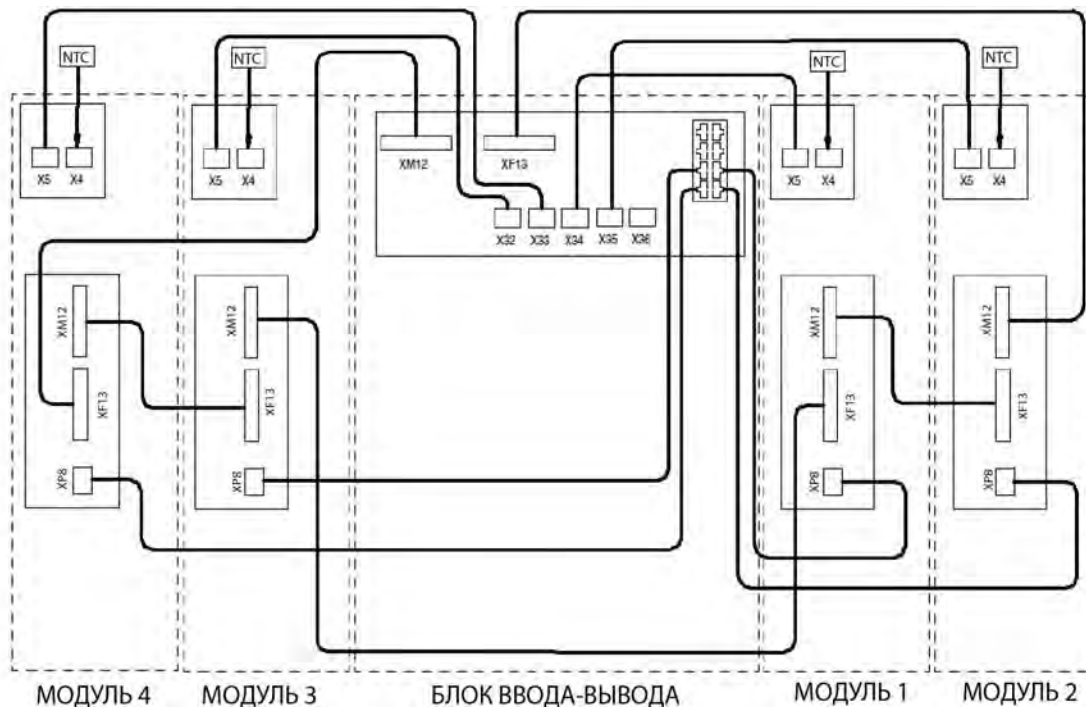 NTC
NTC
NTC
NTC
X5
X4
X5
X4
XM12
XF13
X5
X4
X5
X4
X32
X33
X34
X35
X36
XM12
XM12
XM12
XM12
XF13
XF13
XF13
XF13
XP8
XP8
XP8
XP8
МОДУЛЬ 4
МОДУЛЬ 3
БЛОК ВВОДА-ВЫВОДА
МОДУЛЬ 1
МОДУЛЬ 2